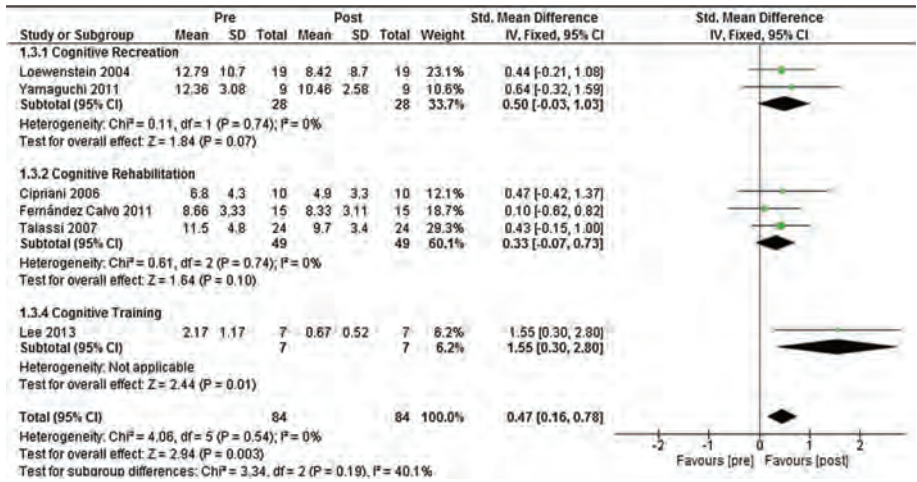 Pre Post Std. Mean Difference Std. Mean Difference
Study or Subgroup Mean SD Total Mean SD Total Weight IV, Fixed, 95% CI IV, Fixed, 95% CI
1.3.1 Cognitive Recreation
Loewenstein 2004 12.79 10.7 19 8.42 8.7 19 23.1% 0.44 [-0.21, 1.08]
Yamaguchi 2011 12.36 3.08 9 10.46 2.58 9 10.6% 0.64 [-0.32, 1.59]
Subtotal (95% CI) 28 28 33.7% 0.50 [-0.03, 1.03]
Heterogeneity: Chi² = 0.11, df = 1 (P = 0.74); I² = 0%
Test for overall effect: Z = 1.84 (P = 0.07)
1.3.2 Cognitive Rehabilitation
Cipriani 2006 6.8 4.3 10 4.9 3.3 10 12.1% 0.47 [-0.42, 1.37]
Fernández Calvo 2011 8.66 3.33 15 8.33 3.11 15 18.7% 0.10 [-0.62, 0.82]
Talassi 2007 11.5 4.8 24 9.7 3.4 24 29.3% 0.43 [-0.15, 1.00]
Subtotal (95% CI) 49 49 60.1% 0.33 [-0.07, 0.73]
Heterogeneity: Chi² = 0.61, df = 2 (P = 0.74); I² = 0%
Test for overall effect: Z = 1.64 (P = 0.10)
1.3.4 Cognitive Training
Lee 2013 2.17 1.17 7 0.67 0.52 7 6.2% 1.55 [0.30, 2.80]
Subtotal (95% CI) 7 7 6.2% 1.55 [0.30, 2.80]
Heterogeneity: Not applicable
Test for overall effect: Z = 2.44 (P = 0.01)
Total (95% CI) 84 84 100.0% 0.47 [0.16, 0.78]
Heterogeneity: Chi² = 4.06, df = 5 (P = 0.54); I² = 0%
Test for overall effect: Z = 2.94 (P = 0.003)
Test for subgroup differences: Chi² = 3.34, df = 2 (P = 0.19), I² = 40.1%
-2 -1 0 1 2
Favours [pre] Favours [post]